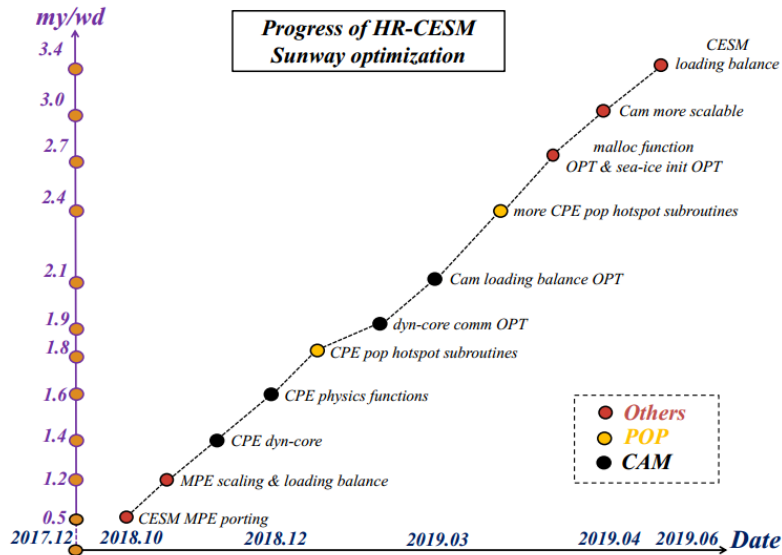 my/wd
Progress of HR-CESM
Sunway optimization
3.4
CESM
loading balance
3.0
Cam more scalable
2.7
malloc function
OPT & sea-ice init OPT
2.4
more CPE pop hotspot subroutines
2.1
Cam loading balance OPT
1.9
dyn-core comm OPT
1.8
CPE pop hotspot subroutines
1.6
CPE physics functions
Others
1.4
CPE dyn-core
POP
CAM
1.2
MPE scaling & loading balance
0.5
CESM MPE porting
2017.12
2018.10
2018.12
2019.03
2019.04
2019.06
Date